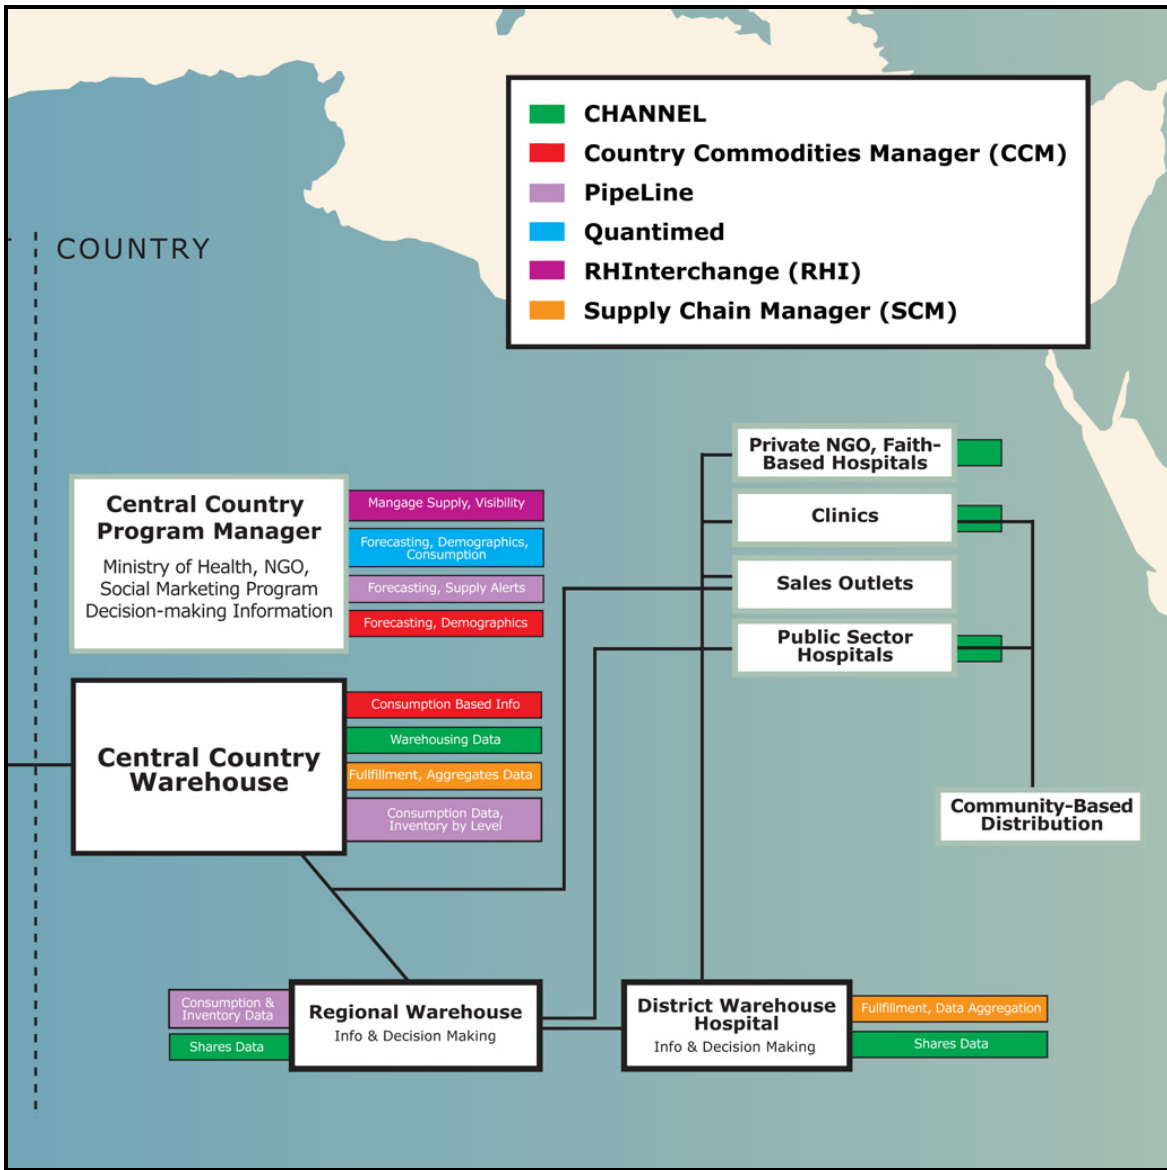 CHANNEL
Country Commodities Manager (CCM)
PipeLine
Quantimed
RHInterchange (RHI)
Supply Chain Manager (SCM)
COUNTRY
Central Country
Program Manager
Ministry of Health, NGO,
Social Marketing Program
Decision-making Information
Mangage Supply, Visibility
Forecasting, Demographics,
Consumption
Forecasting, Supply Alerts
Forecasting, Demographics
Private NGO, Faith-
Based Hospitals
Clinics
Sales Outlets
Public Sector
Hospitals
Central Country
Warehouse
Consumption Based Info
Warehousing Data
Fullfillment, Aggregates Data
Consumption Data,
Inventory by Level
Community-Based
Distribution
Consumption &
Inventory Data
Shares Data
Regional Warehouse
Info & Decision Making
District Warehouse
Hospital
Info & Decision Making
Fullfillment, Data Aggregation
Shares Data